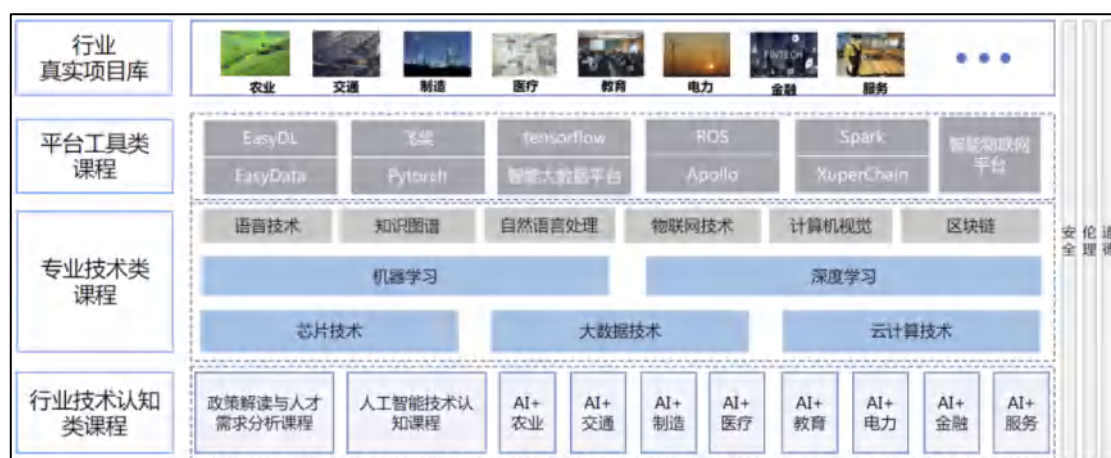 行业
真实项目库
农业
交通
制造
医疗
教育
电力
FINTECH
金融
服务
平台工具类
课程
EasyDL
飞桨
tensorflow
ROS
Spark
智能物联网
平台
EasyData
Pytorch
智能大数据平台
Apollo
XuperChain
专业技术类
课程
语音技术
知识图谱
自然语言处理
物联网技术
计算机视觉
区块链
机器学习
深度学习
芯片技术
大数据技术
云计算技术
行业技术认知
类课程
政策解读与人才
需求分析课程
人工智能技术认
知课程
AI+
农业
AI+
交通
AI+
制造
AI+
医疗
AI+
教育
AI+
电力
AI+
金融
AI+
服务
安全
伦理
道德